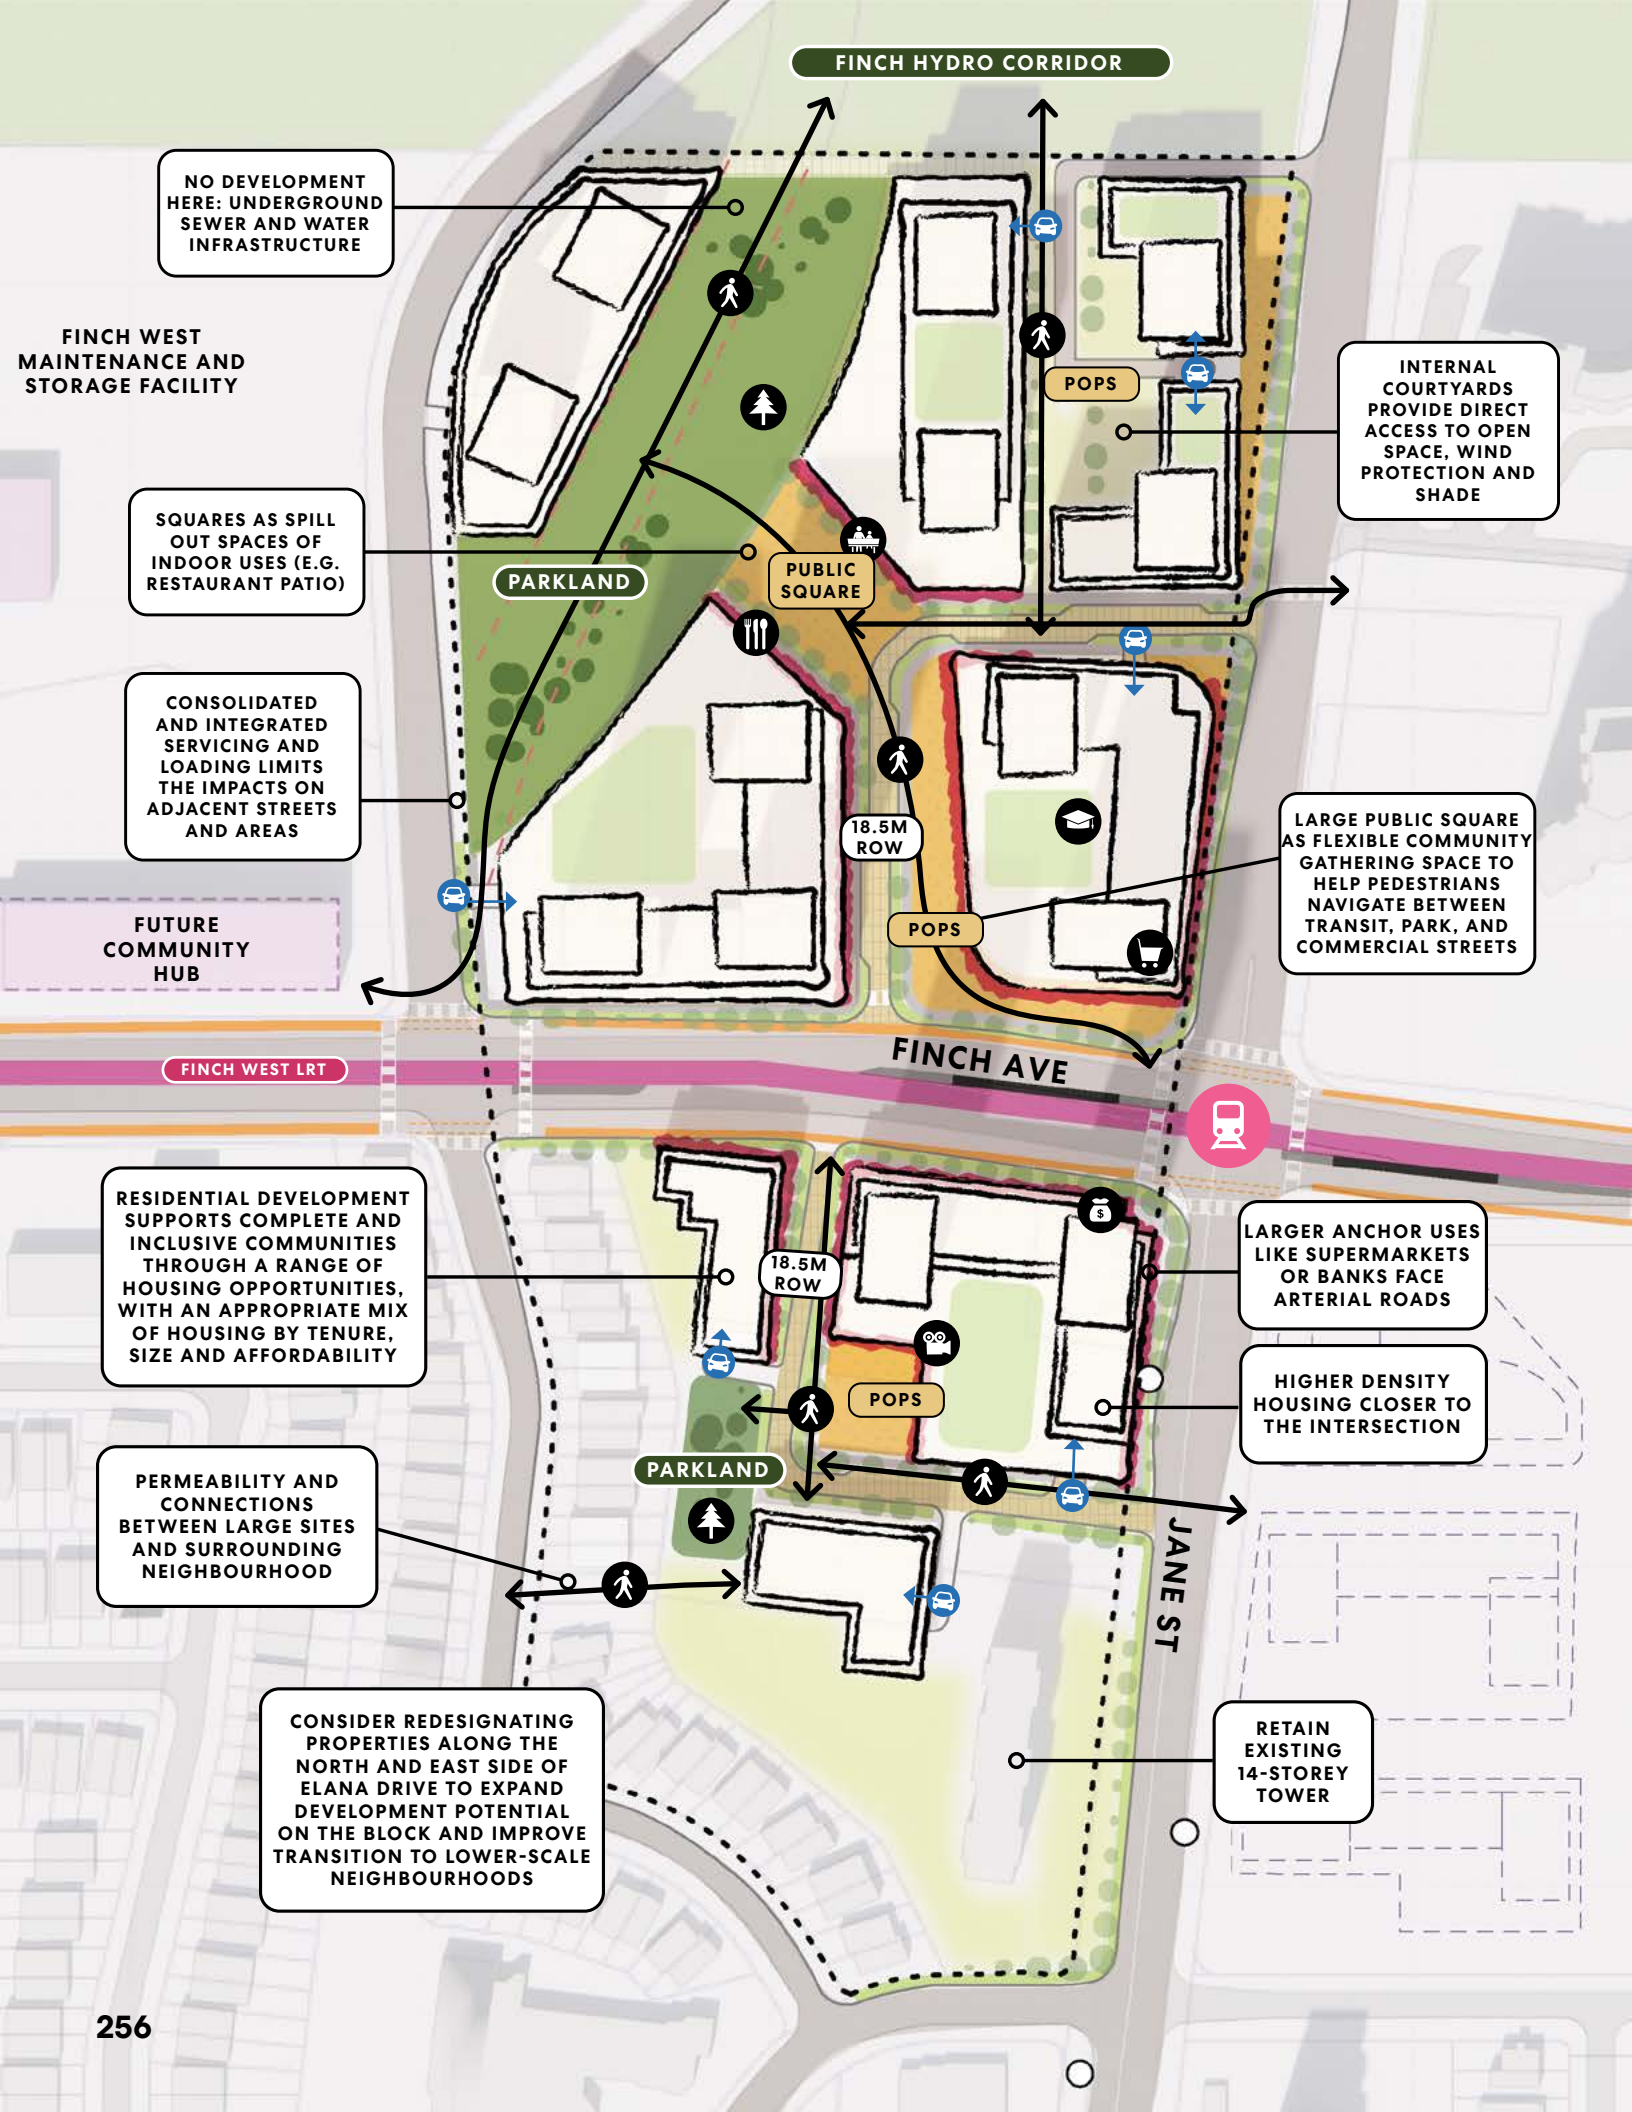 FINCH HYDRO CORRIDOR
NO DEVELOPMENT
HERE: UNDERGROUND
SEWER AND WATER
INFRASTRUCTURE
FINCH WEST
MAINTENANCE AND
STORAGE FACILITY
POPS
INTERNAL
COURTYARDS
PROVIDE DIRECT
ACCESS TO OPEN
SPACE, WIND
PROTECTION AND
SHADE
SQUARES AS SPILL
OUT SPACES OF
INDOOR USES (E.G.
RESTAURANT PATIO)
PARKLAND
PUBLIC
SQUARE
CONSOLIDATED
AND INTEGRATED
SERVICING AND
LOADING LIMITS
THE IMPACTS ON
ADJACENT STREETS
AND AREAS
18.5M
ROW
LARGE PUBLIC SQUARE
AS FLEXIBLE COMMUNITY
GATHERING SPACE TO
HELP PEDESTRIANS
NAVIGATE BETWEEN
TRANSIT, PARK, AND
COMMERCIAL STREETS
POPS
FUTURE
COMMUNITY
HUB
FINCH AVE
FINCH WEST LRT
RESIDENTIAL DEVELOPMENT
SUPPORTS COMPLETE AND
INCLUSIVE COMMUNITIES
THROUGH A RANGE OF
HOUSING OPPORTUNITIES,
WITH AN APPROPRIATE MIX
OF HOUSING BY TENURE,
SIZE AND AFFORDABILITY
18.5M
ROW
$
LARGER ANCHOR USES
LIKE SUPERMARKETS
OR BANKS FACE
ARTERIAL ROADS
POPS
HIGHER DENSITY
HOUSING CLOSER TO
THE INTERSECTION
PARKLAND
PERMEABILITY AND
CONNECTIONS
BETWEEN LARGE SITES
AND SURROUNDING
NEIGHBOURHOOD
JANE ST
CONSIDER REDESIGNATING
PROPERTIES ALONG THE
NORTH AND EAST SIDE OF
ELANA DRIVE TO EXPAND
DEVELOPMENT POTENTIAL
ON THE BLOCK AND IMPROVE
TRANSITION TO LOWER-SCALE
NEIGHBOURHOODS
RETAIN
EXISTING
14-STOREY
TOWER
256